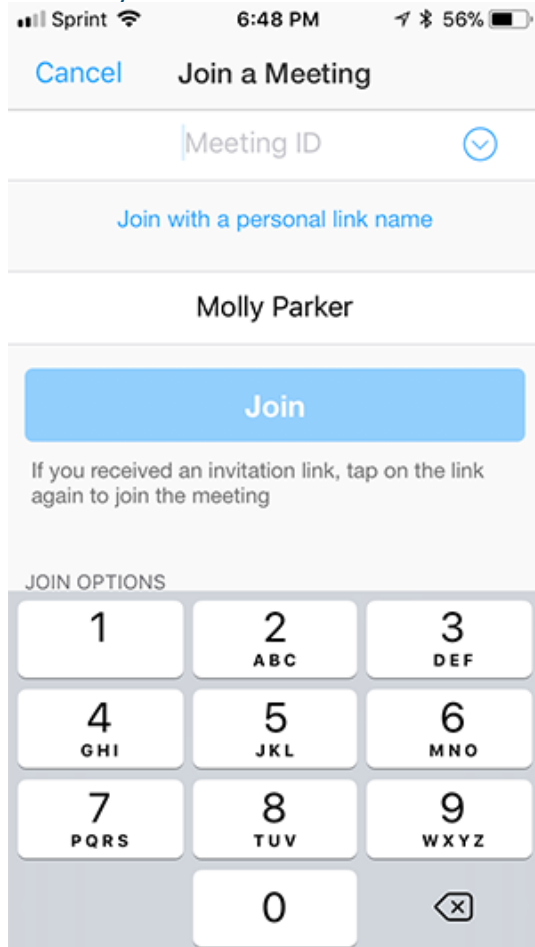 Sprint 6:48 PM 56%
Cancel Join a Meeting
Meeting ID
Join with a personal link name
Molly Parker
Join
If you received an invitation link, tap on the link
again to join the meeting
JOIN OPTIONS
1 2 3
ABC DEF
4 5 6
GHI JKL MNO
7 8 9
PQRS TUV WXYZ
0